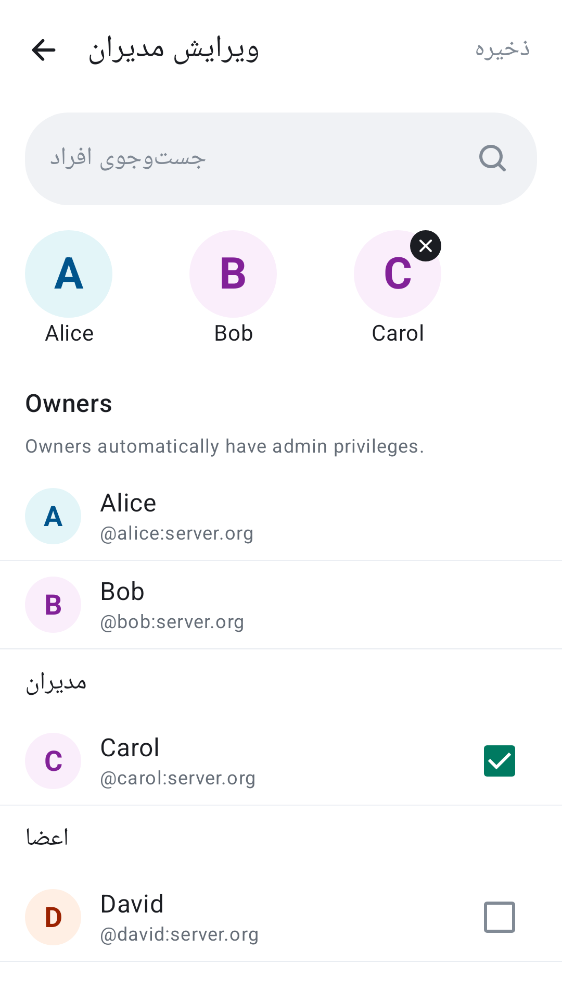 ویرایش مدیران
ذخیره
جست‌وجوی افراد
A
B
C
Alice
Bob
Carol
Owners
Owners automatically have admin privileges.
A
Alice
@alice:server.org
B
Bob
@bob:server.org
مدیران
C
Carol
@carol:server.org
اعضا
D
David
@david:server.org